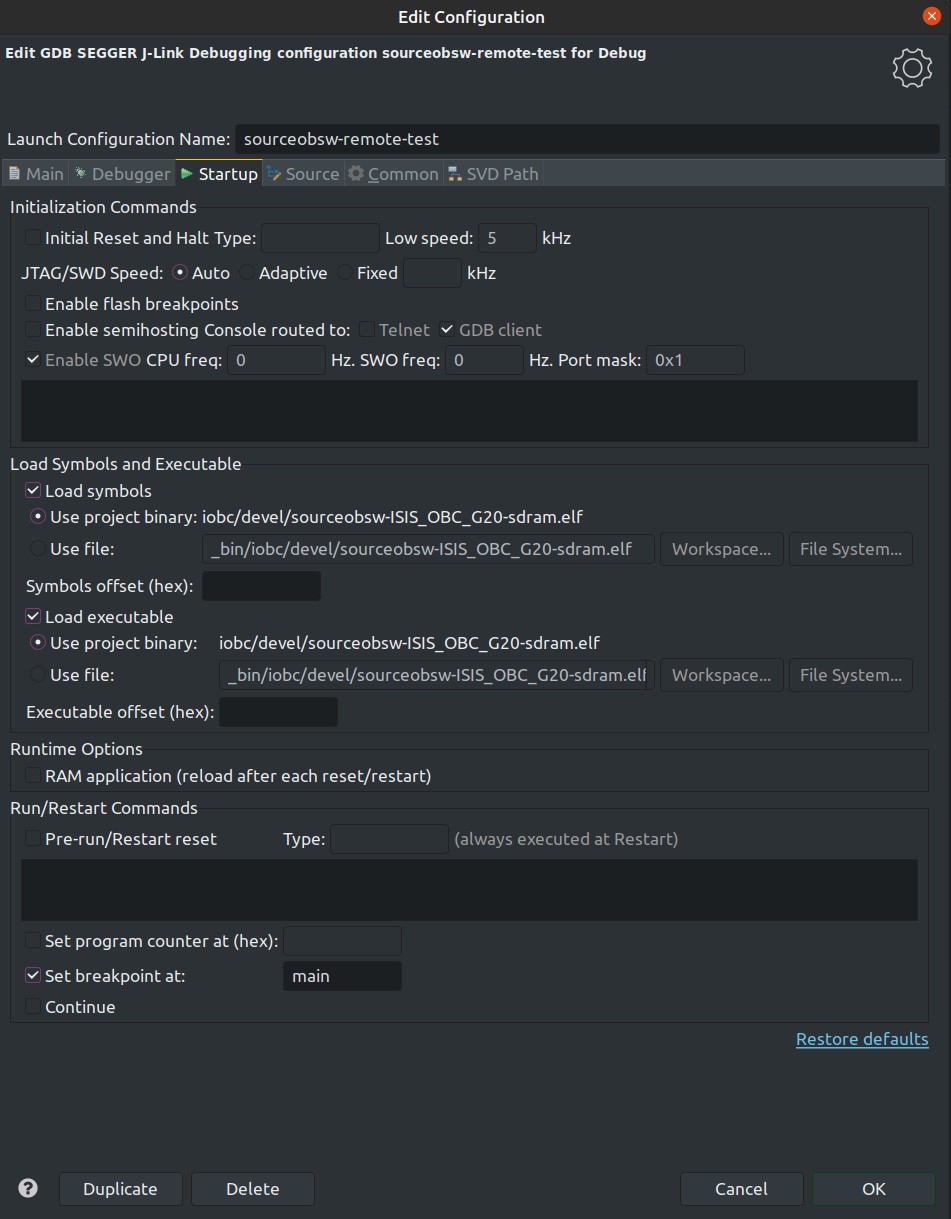 Edit Configuration
Edit GDB SEGGER J-Link Debugging configuration sourceobsw-remote-test for Debug
Launch Configuration Name: sourceobsw-remote-test
Main Debugger Startup Source Common SVD Path
Initialization Commands
Initial Reset and Halt Type: Low speed: 5 kHz
JTAG/SWD Speed: Auto Adaptive Fixed kHz
Enable flash breakpoints
Enable semihosting Console routed to: Telnet GDB client
Enable SWO CPU freq: 0 Hz. SWO freq: 0 Hz. Port mask: 0x1
Load Symbols and Executable
Load symbols
Use project binary: iobc/devel/sourceobsw-ISIS_OBC_G20-sdram.elf
Use file: _bin/iobc/devel/sourceobsw-ISIS_OBC_G20-sdram.elf Workspace... File System...
Symbols offset (hex):
Load executable
Use project binary: iobc/devel/sourceobsw-ISIS_OBC_G20-sdram.elf
Use file: _bin/iobc/devel/sourceobsw-ISIS_OBC_G20-sdram.elf Workspace... File System...
Executable offset (hex):
Runtime Options
RAM application (reload after each reset/restart)
Run/Restart Commands
Pre-run/Restart reset Type: (always executed at Restart)
Set program counter at (hex):
Set breakpoint at: main
Continue
Restore defaults
? Duplicate Delete Cancel OK